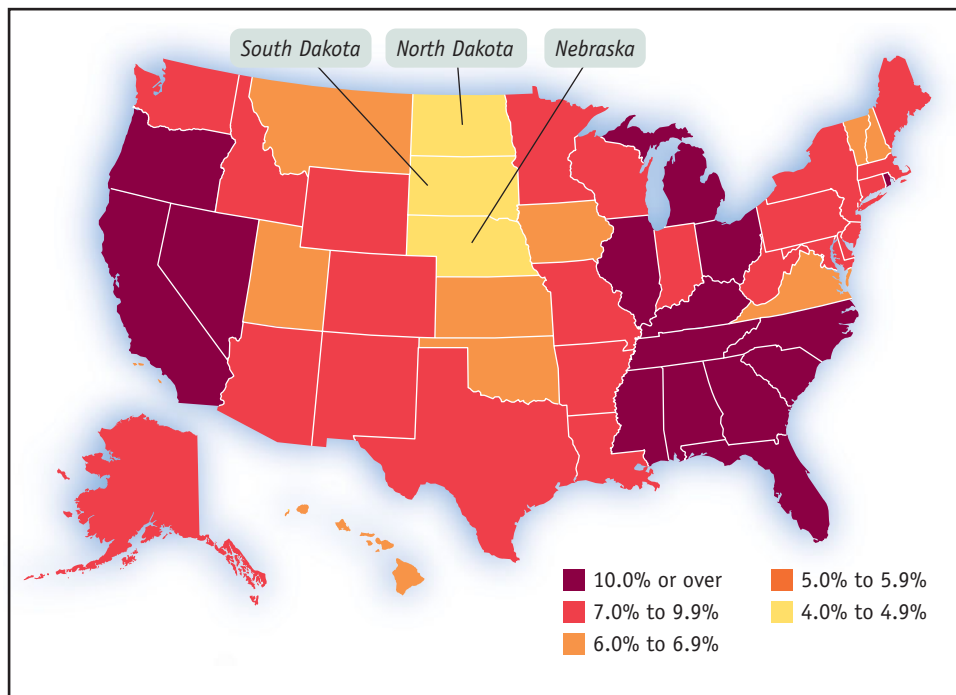 South Dakota
North Dakota
Nebraska
10.0% or over
7.0% to 9.9%
6.0% to 6.9%
5.0% to 5.9%
4.0% to 4.9%